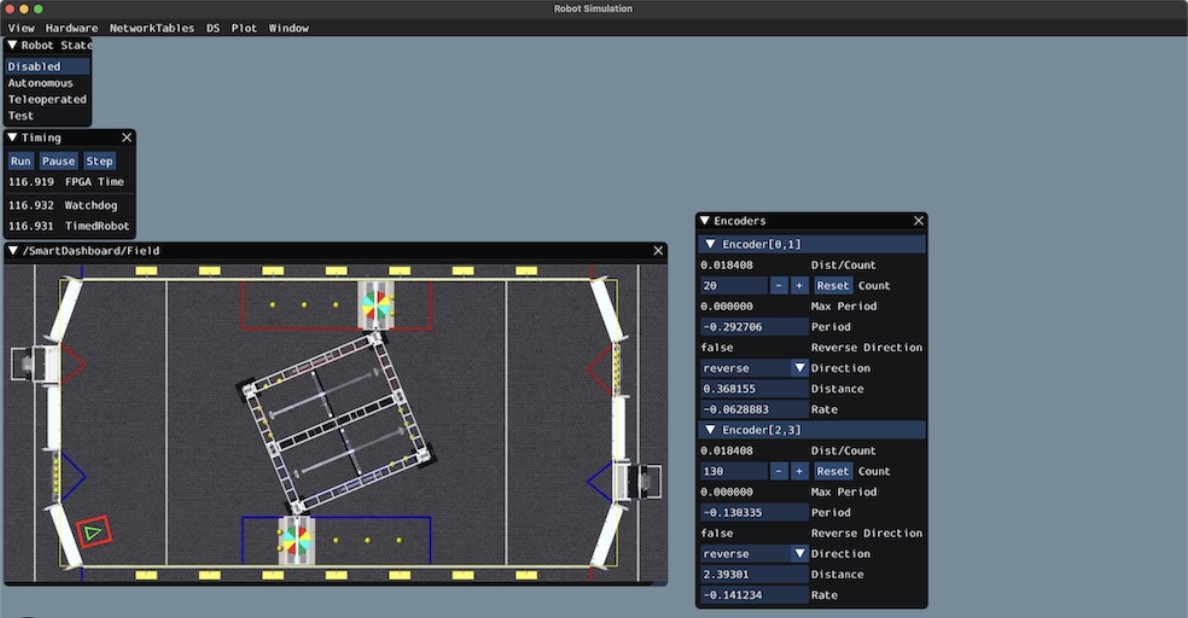 Robot Simulation
View Hardware NetworkTables DS Plot Window
Robot State
Disabled
Autonomous
Teleoperated
Test
Timing
Run Pause Step
116.919 FPGA Time
116.932 Watchdog
116.931 TimedRobot
/SmartDashboard/Field
Encoders
Encoder[0,1]
0.018408 Dist/Count
20 - + Reset Count
0.000000 Max Period
-0.292706 Period
false Reverse Direction
reverse Direction
0.368155 Distance
-0.0628883 Rate
Encoder[2,3]
0.018408 Dist/Count
130 - + Reset Count
0.000000 Max Period
-0.130335 Period
false Reverse Direction
reverse Direction
2.39301 Distance
-0.141234 Rate